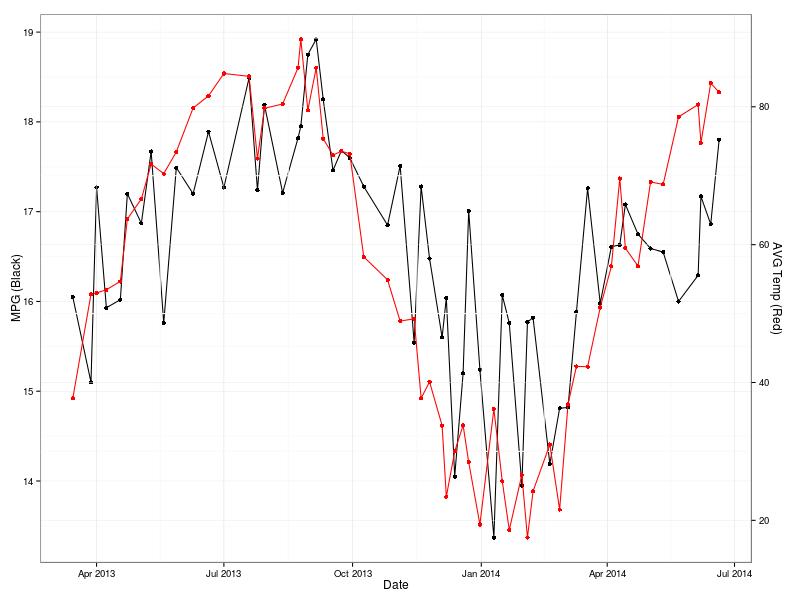 19
18
17
16
15
14
MPG (Black)
80
60
40
20
AVG Temp (Red)
Apr 2013
Jul 2013
Oct 2013
Jan 2014
Apr 2014
Jul 2014
Date